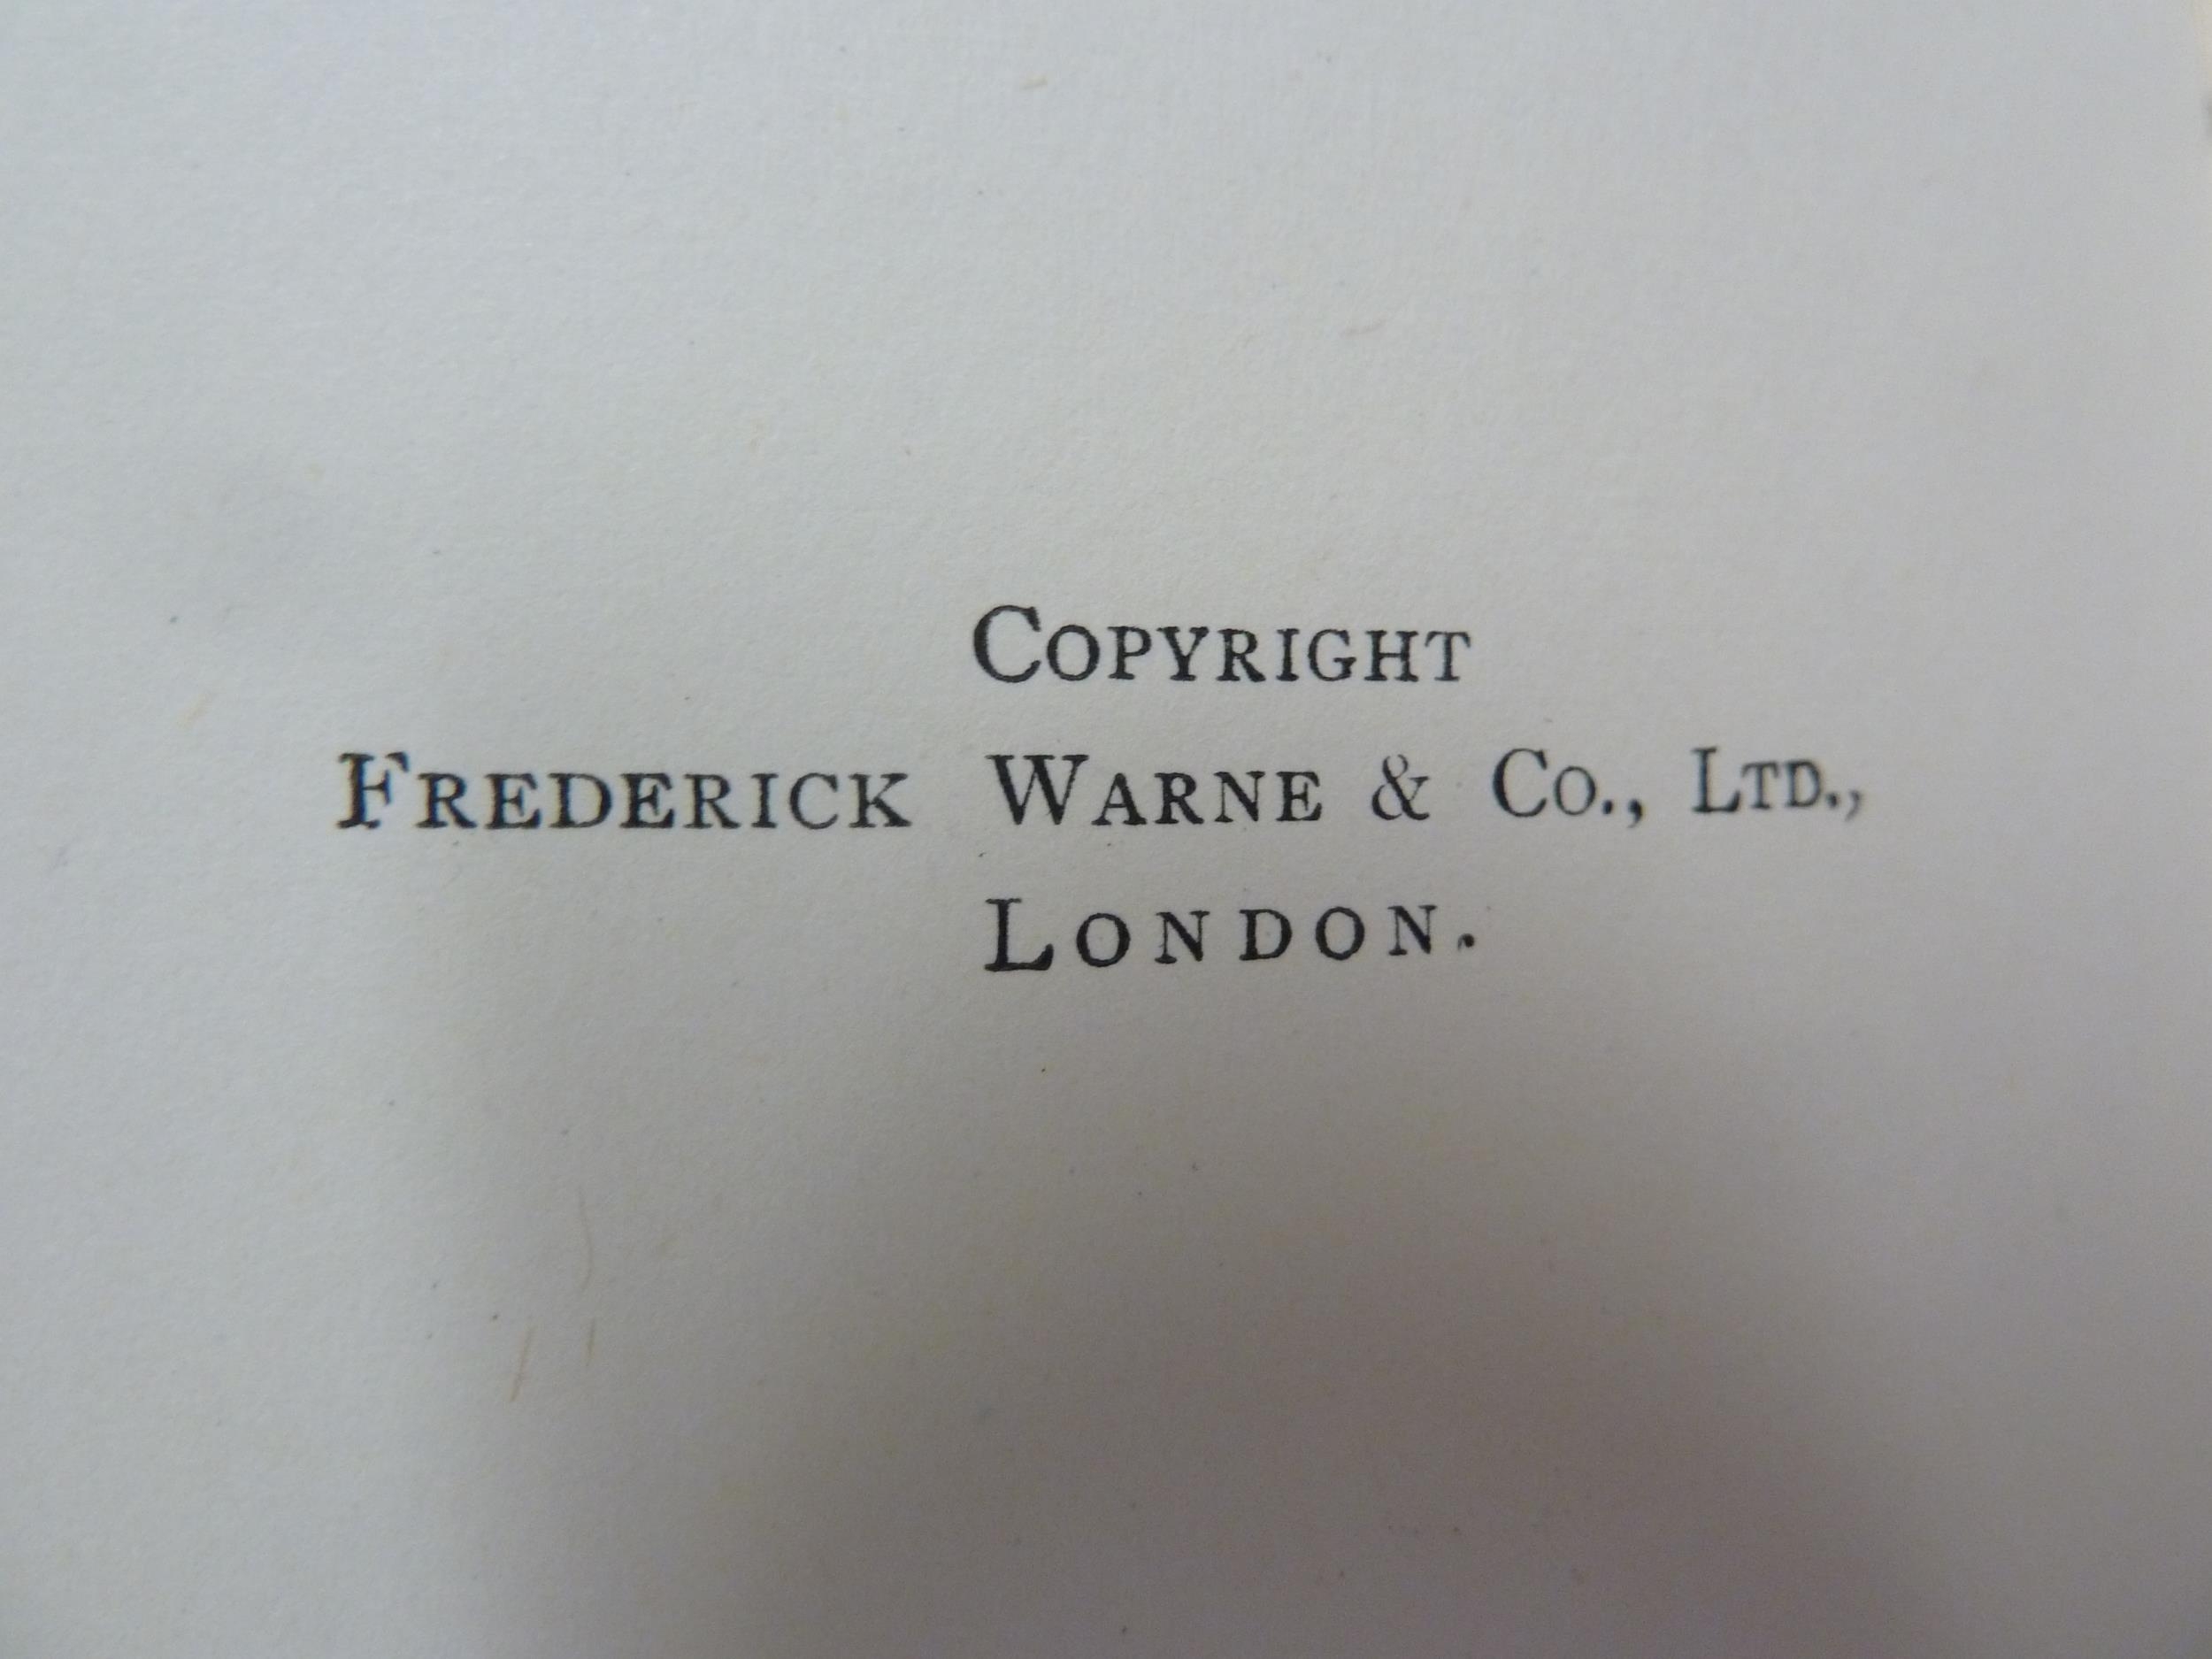 COPYRIGHT
FREDERICK WARNE & CO., LTD.,
LONDON.